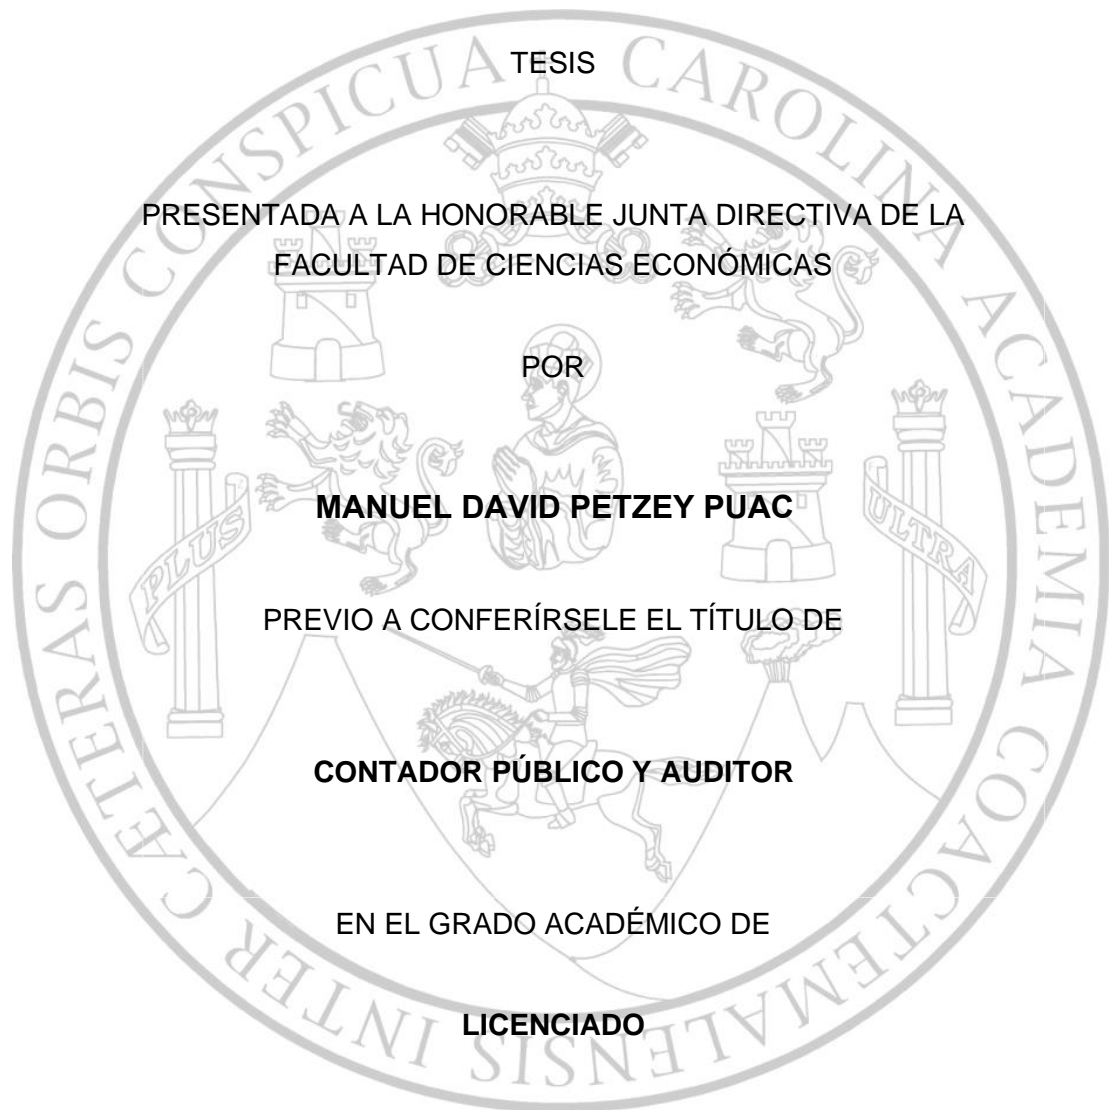 TESIS
PRESENTADA A LA HONORABLE JUNTA DIRECTIVA DE LA
FACULTAD DE CIENCIAS ECONÓMICAS
POR
MANUEL DAVID PETZEY PUAC
PREVIO A CONFERÍRSELE EL TÍTULO DE
CONTADOR PÚBLICO Y AUDITOR
EN EL GRADO ACADÉMICO DE
LICENCIADO
CAROLINA ACADEMIA COACTEMALENSIS INTER CÆTERAS ORBIS CONSPICUA
PLUS
ULTRA